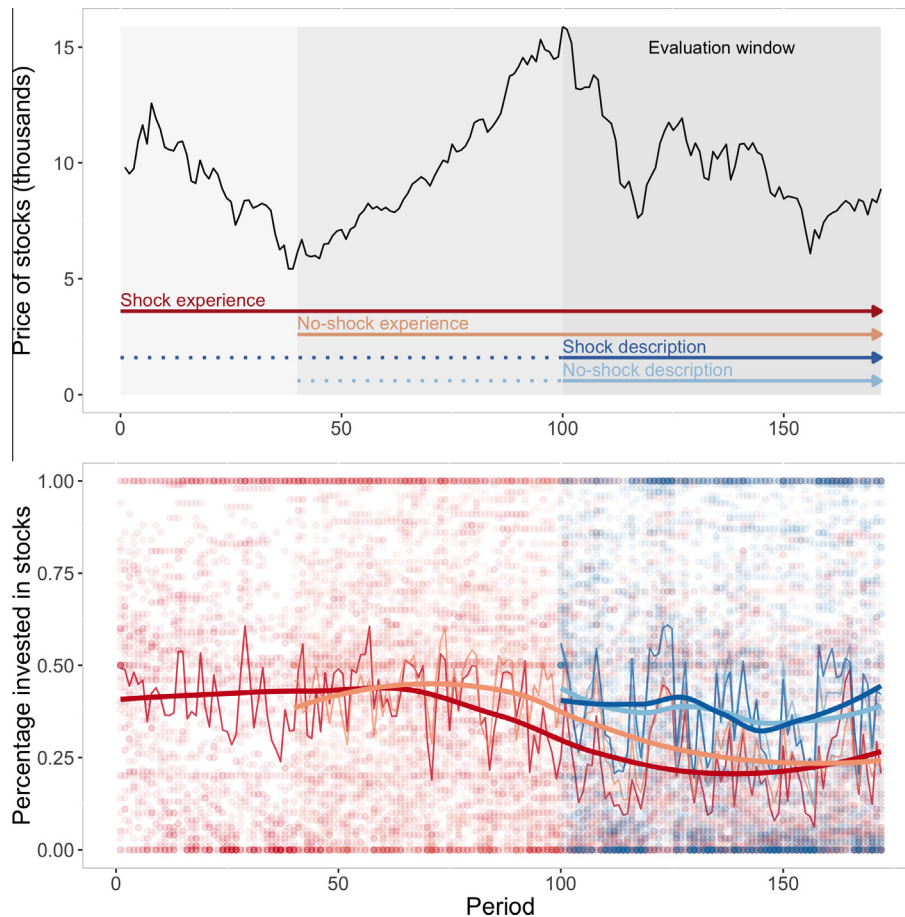 Price of stocks (thousands)
15
10
5
0
Evaluation window
Shock experience
No-shock experience
Shock description
No-shock description
0
50
100
150
Percentage invested in stocks
1.00
0.75
0.50
0.25
0.00
0
50
100
150
Period